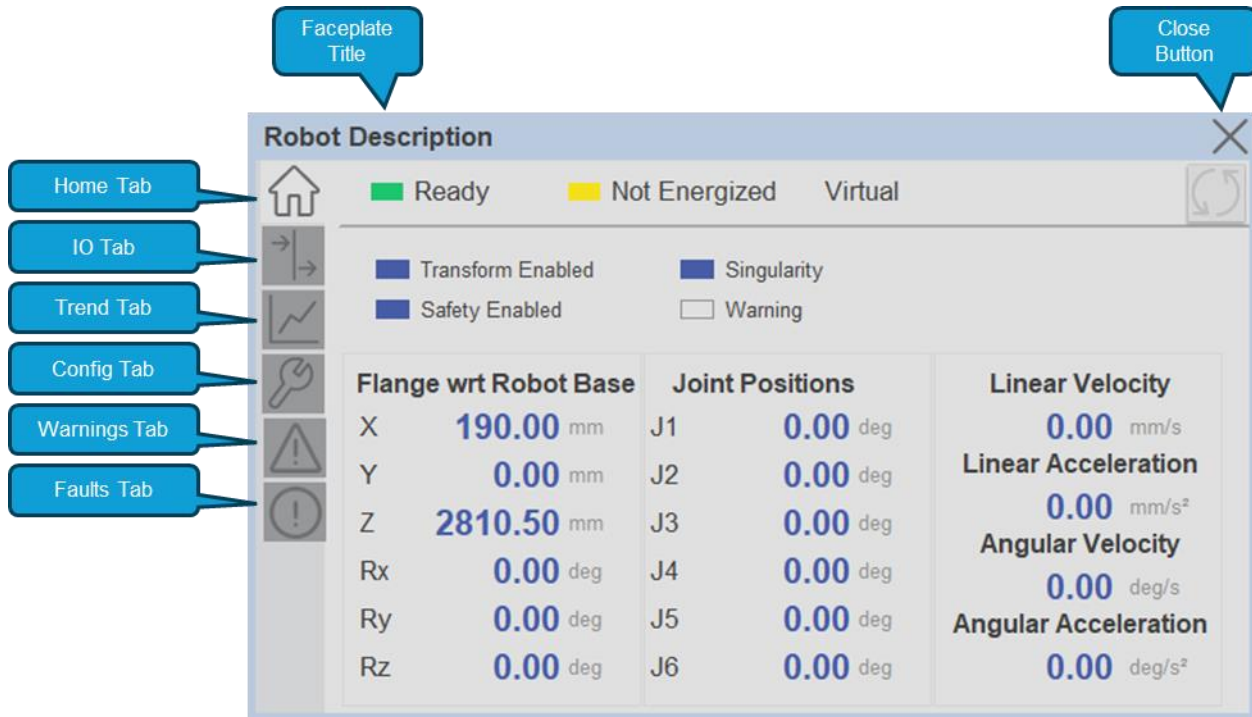 Faceplate
Title
Close
Button
Robot Description
Home Tab
IO Tab
Trend Tab
Config Tab
Warnings Tab
Faults Tab
Ready Not Energized Virtual
Transform Enabled Singularity
Safety Enabled Warning
Flange wrt Robot Base
X 190.00 mm
Y 0.00 mm
Z 2810.50 mm
Rx 0.00 deg
Ry 0.00 deg
Rz 0.00 deg
Joint Positions
J1 0.00 deg
J2 0.00 deg
J3 0.00 deg
J4 0.00 deg
J5 0.00 deg
J6 0.00 deg
Linear Velocity
0.00 mm/s
Linear Acceleration
0.00 mm/s²
Angular Velocity
0.00 deg/s
Angular Acceleration
0.00 deg/s²